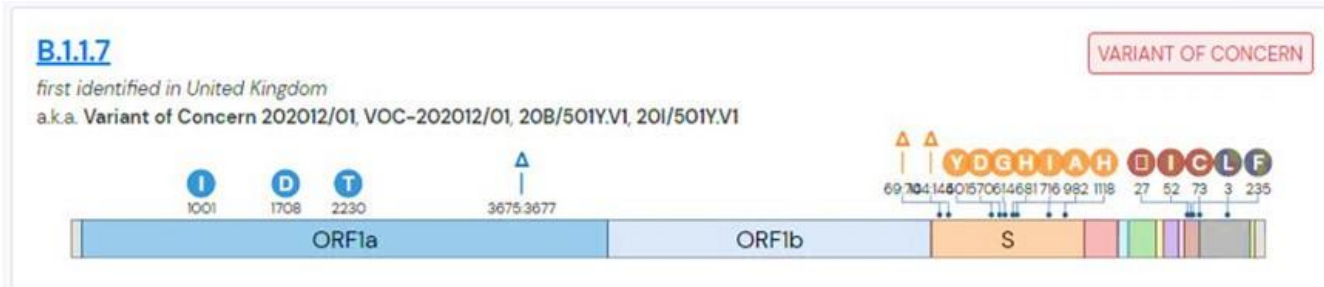 B.1.1.7
VARIANT OF CONCERN
first identified in United Kingdom
a.k.a. Variant of Concern 202012/01, VOC-202012/01, 20B/501Y.V1, 20I/501Y.V1
I D T Δ Δ Δ Y D G H I A H I C L F
1001 1708 2230 3675:3677 716 982 1118 27 52 73 3 235
ORF1a ORF1b S